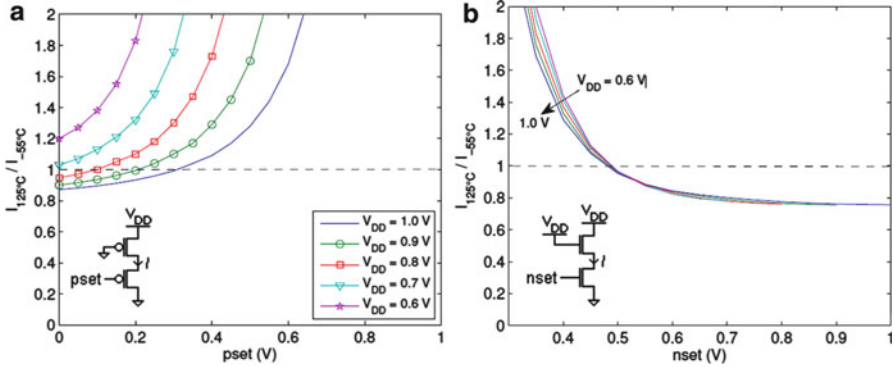 a
I125°C / I-55°C
2
1.8
1.6
1.4
1.2
1
0.8
0.6
0.4
0.2
0
VDD
I
pset
VDD = 1.0 V
VDD = 0.9 V
VDD = 0.8 V
VDD = 0.7 V
VDD = 0.6 V
0 0.2 0.4 0.6 0.8 1
pset (V)
b
I125°C / I-55°C
2
1.8
1.6
1.4
1.2
1
0.8
0.6
0.4
0.2
0
VDD = 0.6 V|
1.0 V
VDD
VDD
I
nset
0.4 0.5 0.6 0.7 0.8 0.9 1
nset (V)